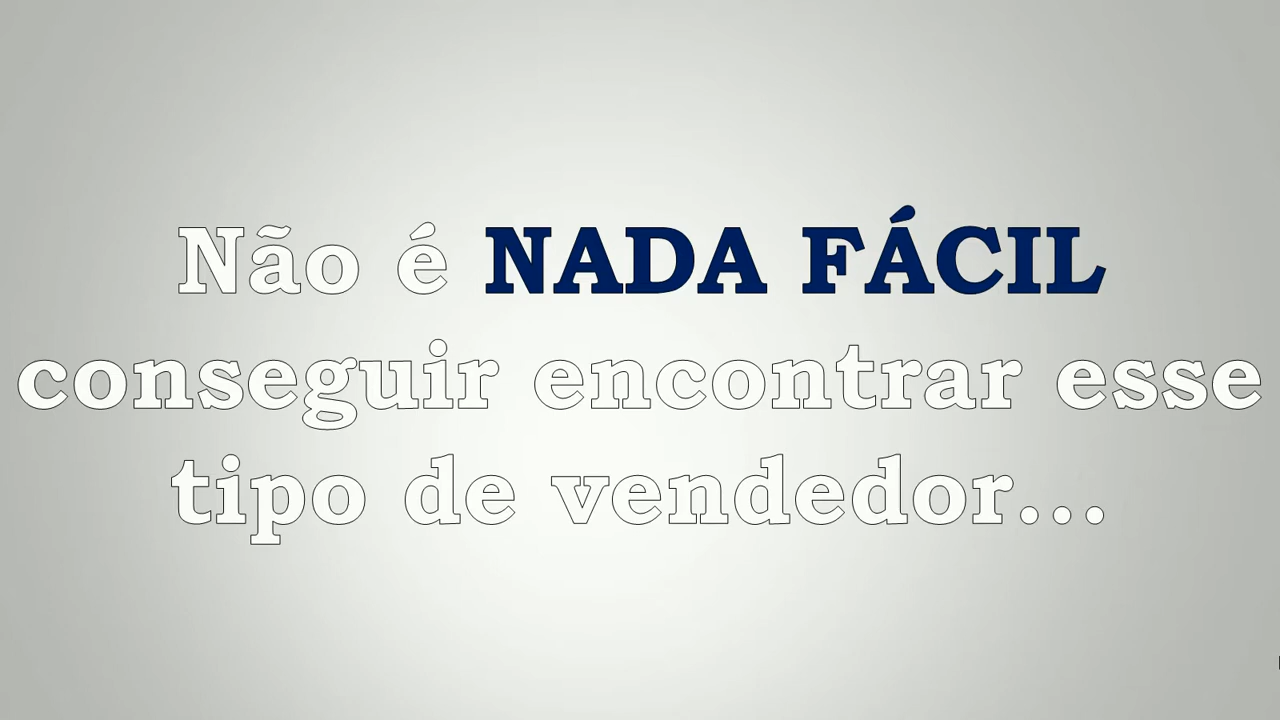 Não é NADA FÁCIL
conseguir encontrar esse
tipo de vendedor...